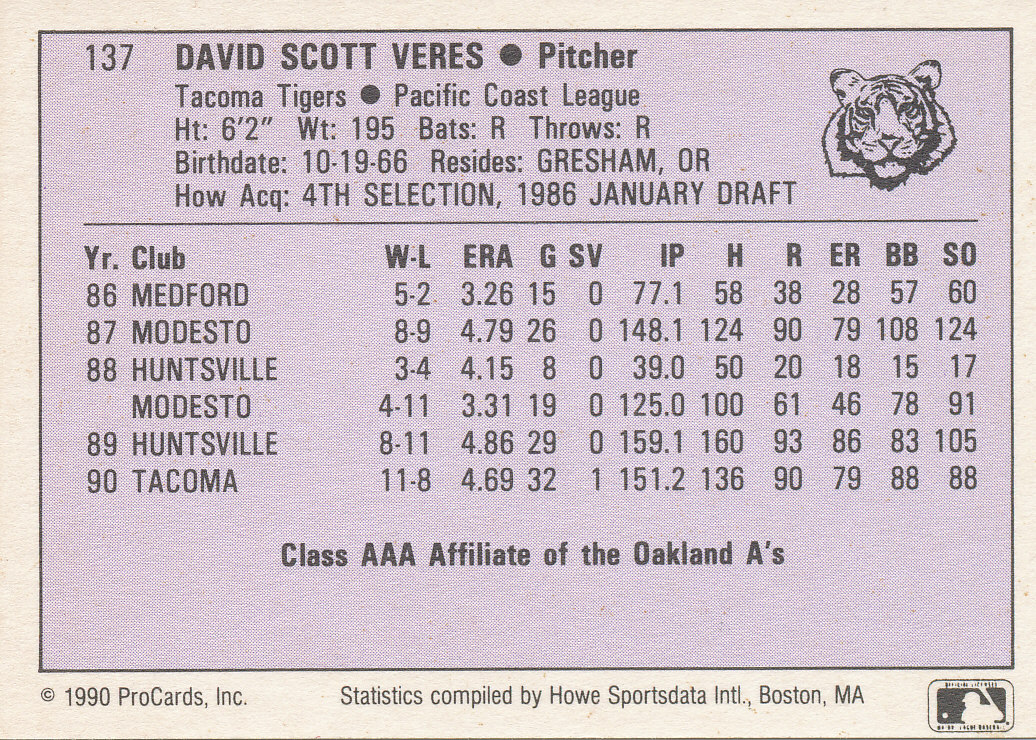 137 DAVID SCOTT VERES ● Pitcher
Tacoma Tigers ● Pacific Coast League
Ht: 6'2" Wt: 195 Bats: R Throws: R
Birthdate: 10-19-66 Resides: GRESHAM, OR
How Acq: 4TH SELECTION, 1986 JANUARY DRAFT
Yr. Club W-L ERA G SV IP H R ER BB SO
86 MEDFORD 5-2 3.26 15 0 77.1 58 38 28 57 60
87 MODESTO 8-9 4.79 26 0 148.1 124 90 79 108 124
88 HUNTSVILLE 3-4 4.15 8 0 39.0 50 20 18 15 17
MODESTO 4-11 3.31 19 0 125.0 100 61 46 78 91
89 HUNTSVILLE 8-11 4.86 29 0 159.1 160 93 86 83 105
90 TACOMA 11-8 4.69 32 1 151.2 136 90 79 88 88
Class AAA Affiliate of the Oakland A's
© 1990 ProCards, Inc. Statistics compiled by Howe Sportsdata Intl., Boston, MA
OFFICIAL LICENSEE
MAJOR LEAGUE BASEBALL